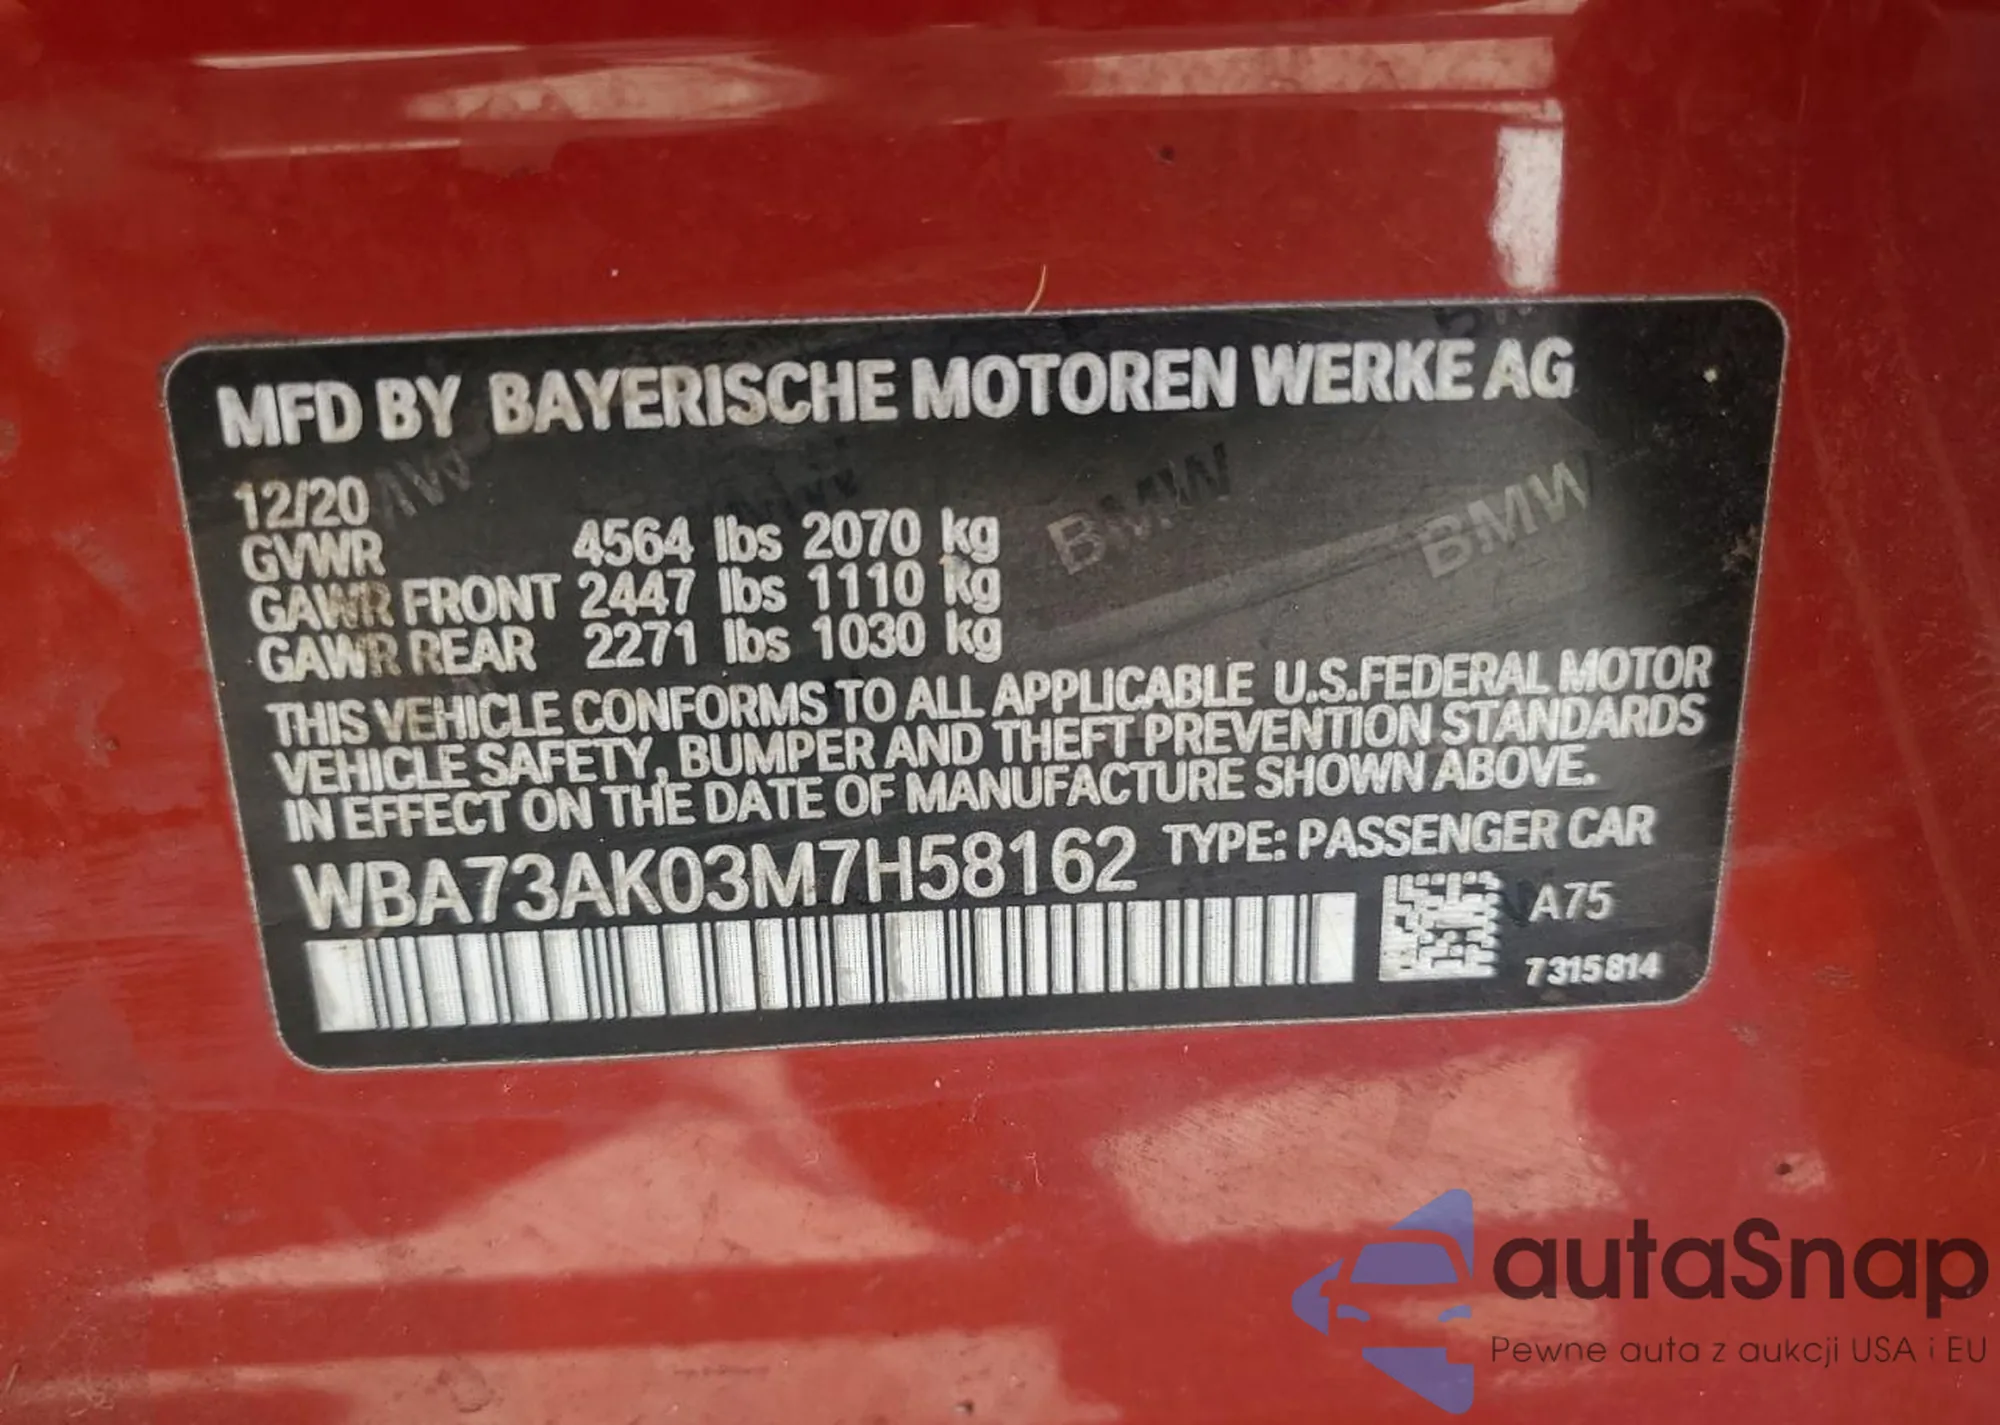 MFD BY BAYERISCHE MOTOREN WERKE AG
12/20
GVWR 4564 lbs 2070 kg
GAWR FRONT 2447 lbs 1110 kg
GAWR REAR 2271 lbs 1030 kg
THIS VEHICLE CONFORMS TO ALL APPLICABLE U.S.FEDERAL MOTOR
VEHICLE SAFETY, BUMPER AND THEFT PREVENTION STANDARDS
IN EFFECT ON THE DATE OF MANUFACTURE SHOWN ABOVE.
WBA73AK03M7H58162 TYPE: PASSENGER CAR
A75
7315814
BMW BMW
autaSnap
Pewne auta z aukcji USA i EU